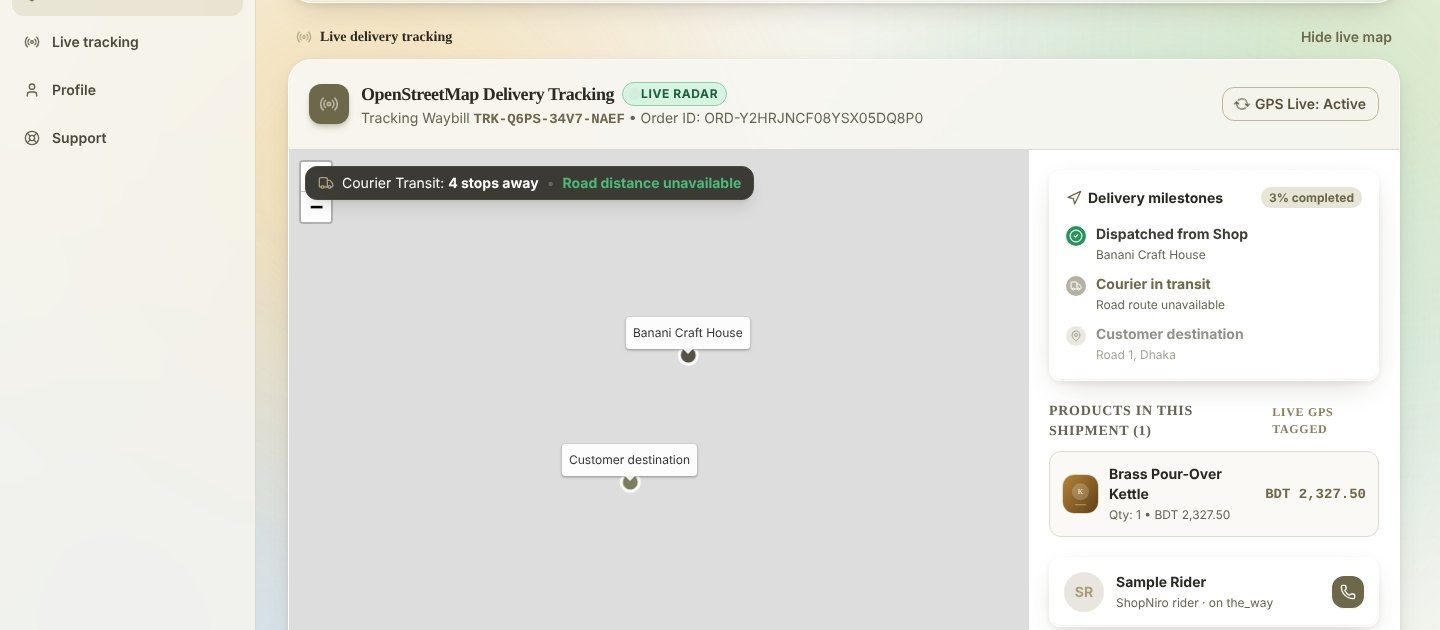 Live tracking
Profile
Support
Live delivery tracking
Hide live map
OpenStreetMap Delivery Tracking
LIVE RADAR
Tracking Waybill TRK-Q6PS-34V7-NAEF • Order ID: ORD-Y2HRJNCF08YSX05DQ8P0
GPS Live: Active
Courier Transit: 4 stops away • Road distance unavailable
−
Banani Craft House
Customer destination
Delivery milestones
3% completed
Dispatched from Shop
Banani Craft House
Courier in transit
Road route unavailable
Customer destination
Road 1, Dhaka
PRODUCTS IN THIS
SHIPMENT (1)
LIVE GPS
TAGGED
Brass Pour-Over
Kettle
Qty: 1 • BDT 2,327.50
BDT 2,327.50
SR
Sample Rider
ShopNiro rider · on the_way